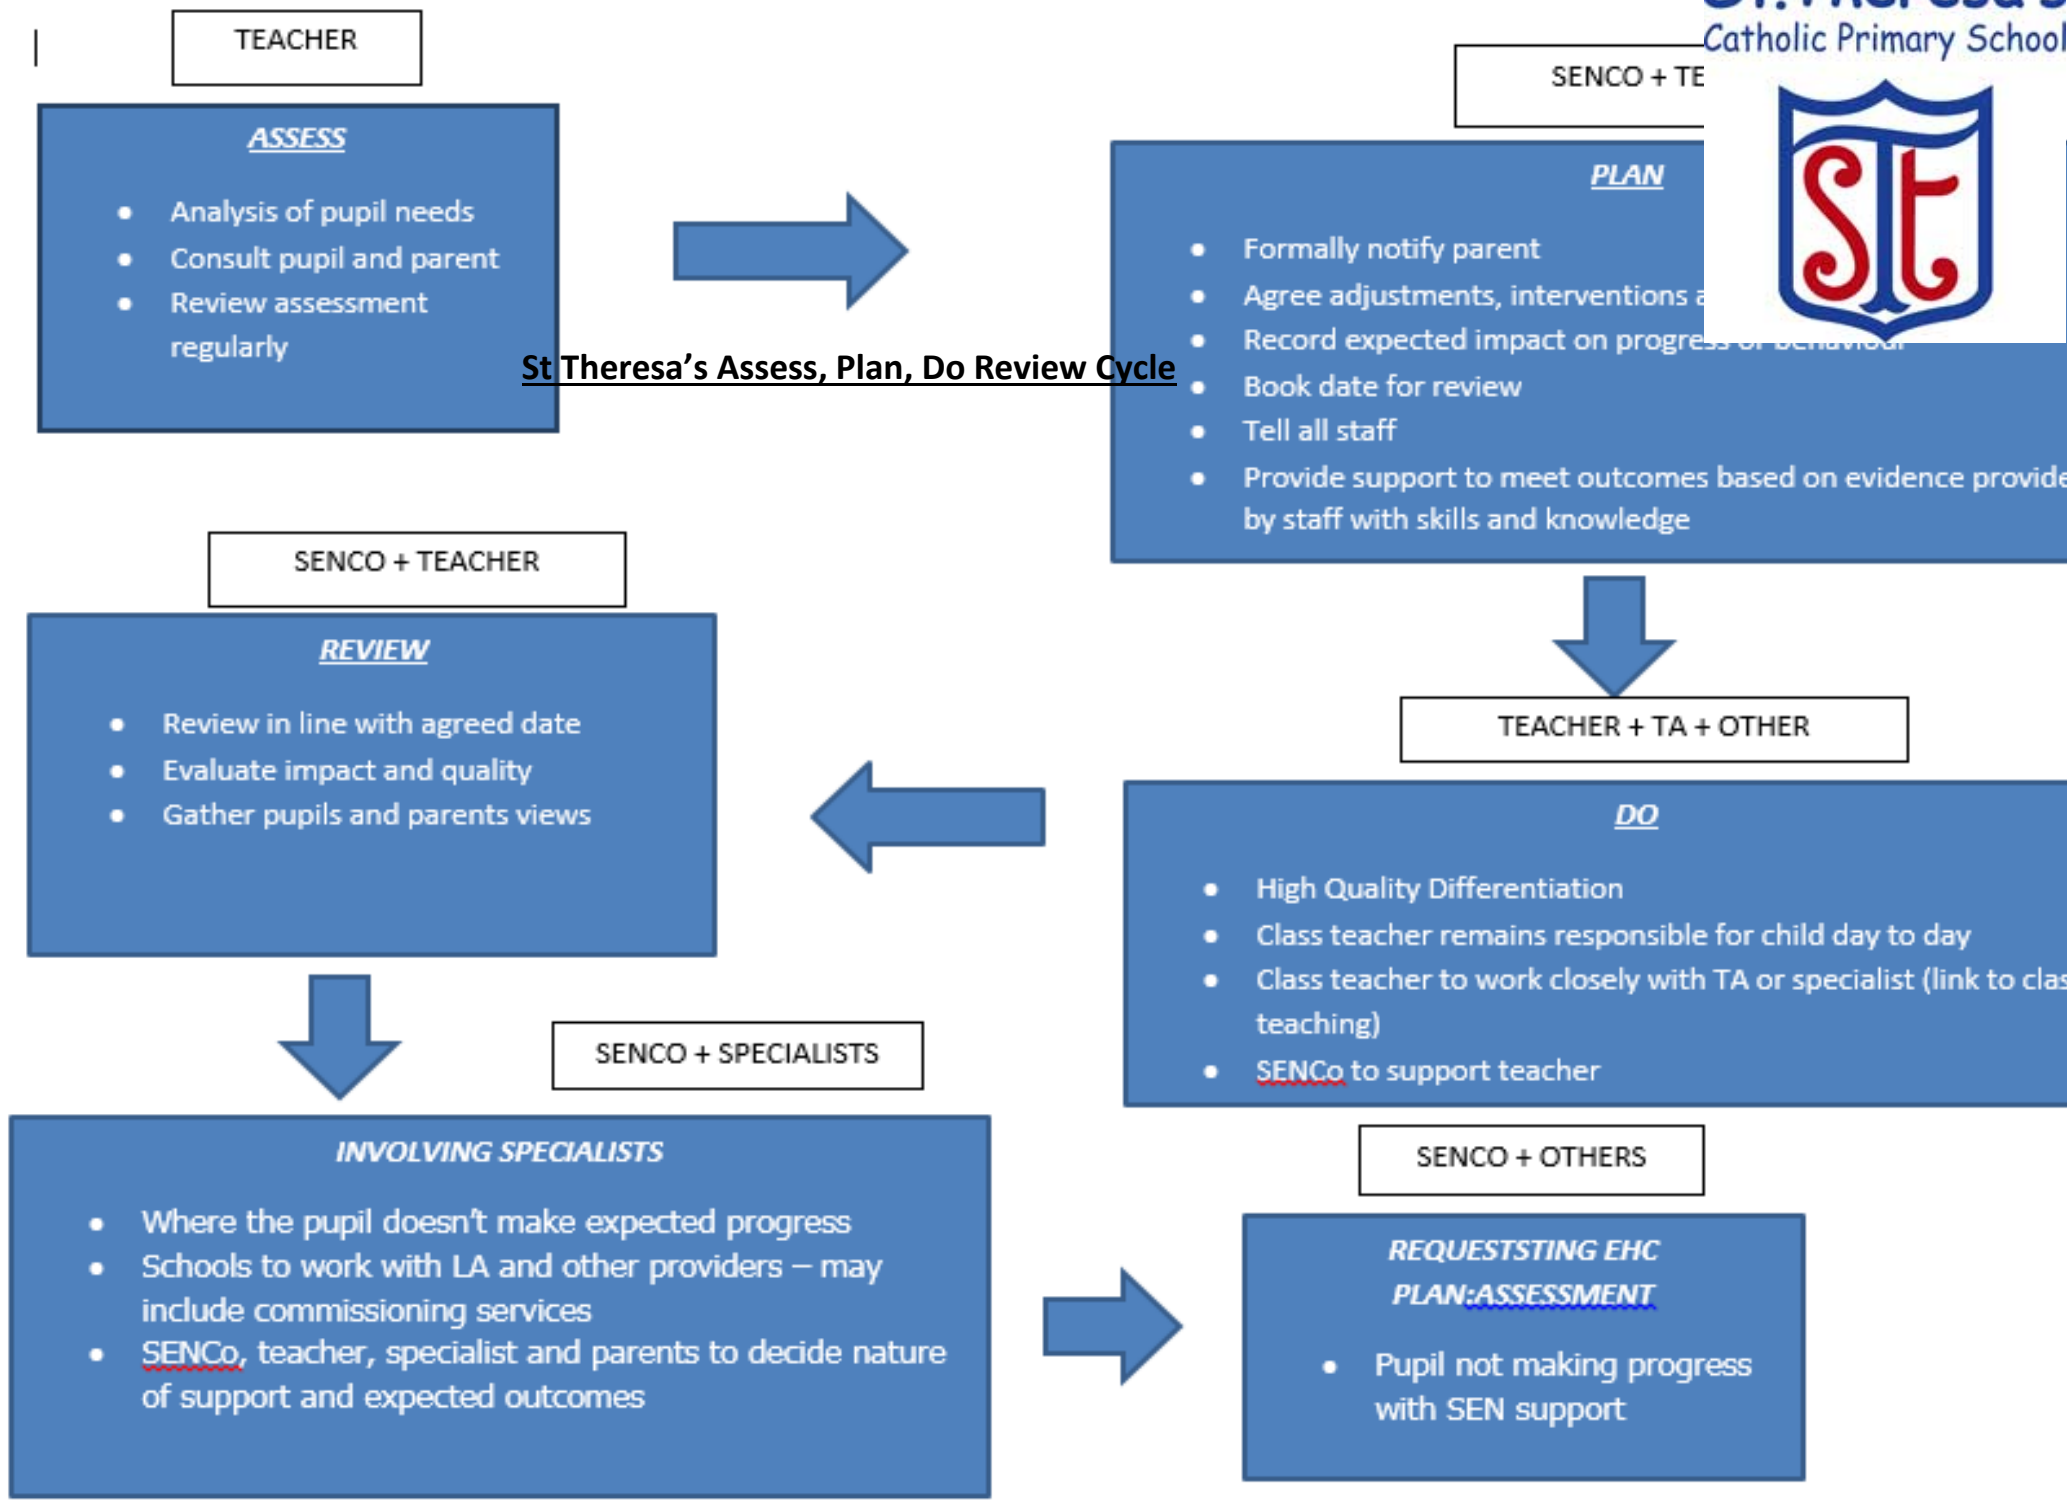 TEACHER
ASSESS
• Analysis of pupil needs
• Consult pupil and parent
• Review assessment
regularly
St Theresa's Assess, Plan, Do Review Cycle
Catholic Primary School
St
SENCO + TE
PLAN
• Formally notify parent
• Agree adjustments, interventions
• Record expected impact on progress or behaviour
• Book date for review
• Tell all staff
• Provide support to meet outcomes based on evidence provide
by staff with skills and knowledge
TEACHER + TA + OTHER
DO
• High Quality Differentiation
• Class teacher remains responsible for child day to day
• Class teacher to work closely with TA or specialist (link to clas
teaching)
• SENCo to support teacher
SENCO + TEACHER
REVIEW
• Review in line with agreed date
• Evaluate impact and quality
• Gather pupils and parents views
SENCO + SPECIALISTS
INVOLVING SPECIALISTS
• Where the pupil doesn't make expected progress
• Schools to work with LA and other providers – may
include commissioning services
• SENCo, teacher, specialist and parents to decide nature
of support and expected outcomes
SENCO + OTHERS
REQUESTSTING EHC
PLAN:ASSESSMENT
• Pupil not making progress
with SEN support